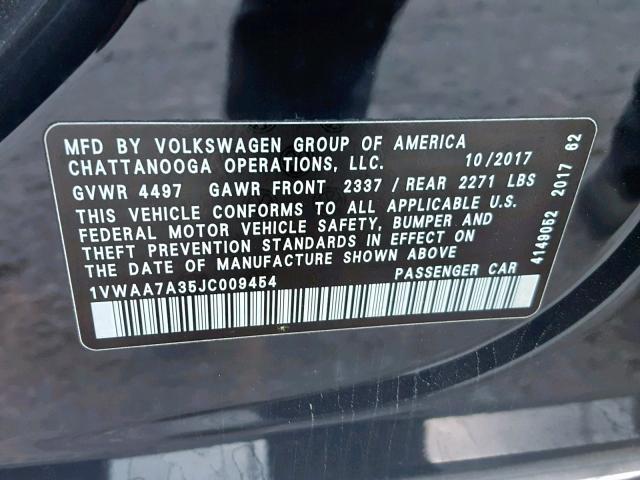 MFD BY VOLKSWAGEN GROUP OF AMERICA
CHATTANOOGA OPERATIONS, LLC. 10/2017
GVWR 4497 GAWR FRONT 2337 / REAR 2271 LBS
THIS VEHICLE CONFORMS TO ALL APPLICABLE U.S.
FEDERAL MOTOR VEHICLE SAFETY, BUMPER AND
THEFT PREVENTION STANDARDS IN EFFECT ON
THE DATE OF MANUFACTURE SHOWN ABOVE
1VWAA7A35JC009454 PASSENGER CAR
4149052 2017 62